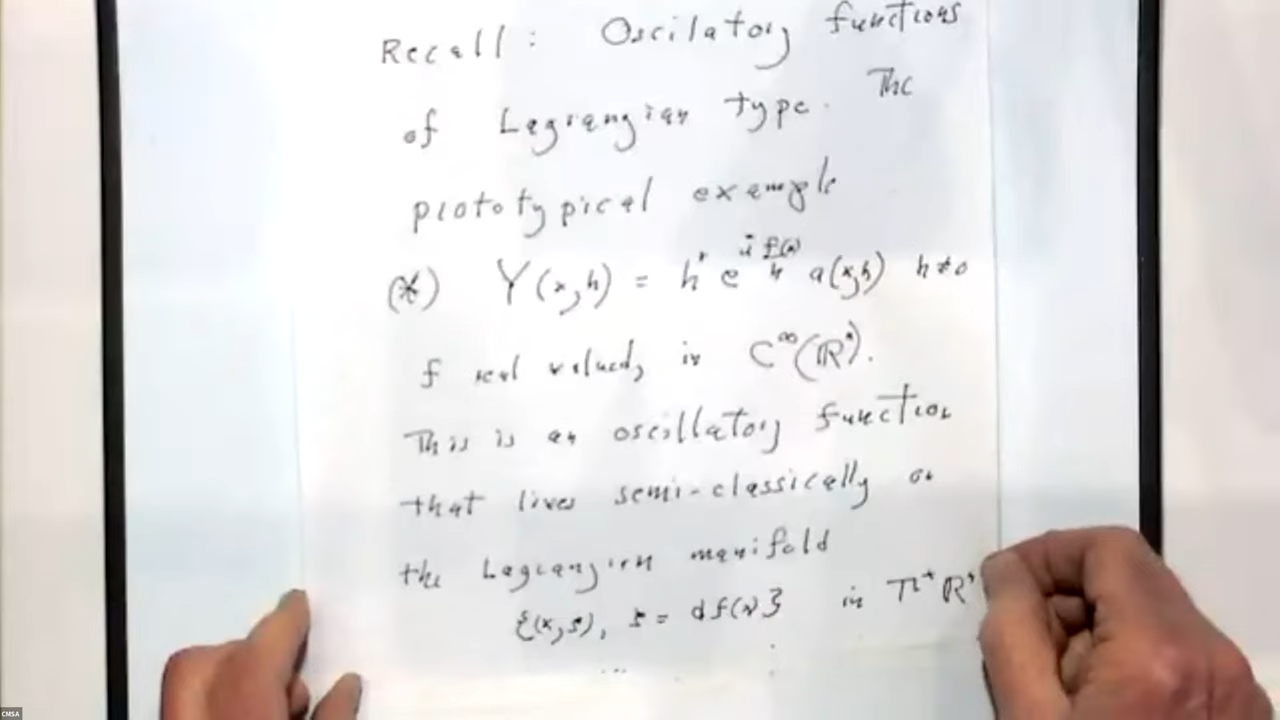 Recall: Oscilatory functions
of Lagrangian type. The
prototypical example
(*) Υ(x,h) = h^r e^{i f(x)/h} a(x,h) h≠0
f real valued, in C^∞(ℝ^n).
This is an oscillatory function
that lives semi-classically on
the Lagrangian manifold
{(x,ξ), ξ = df(x)} in T^*ℝ^n
CMSA